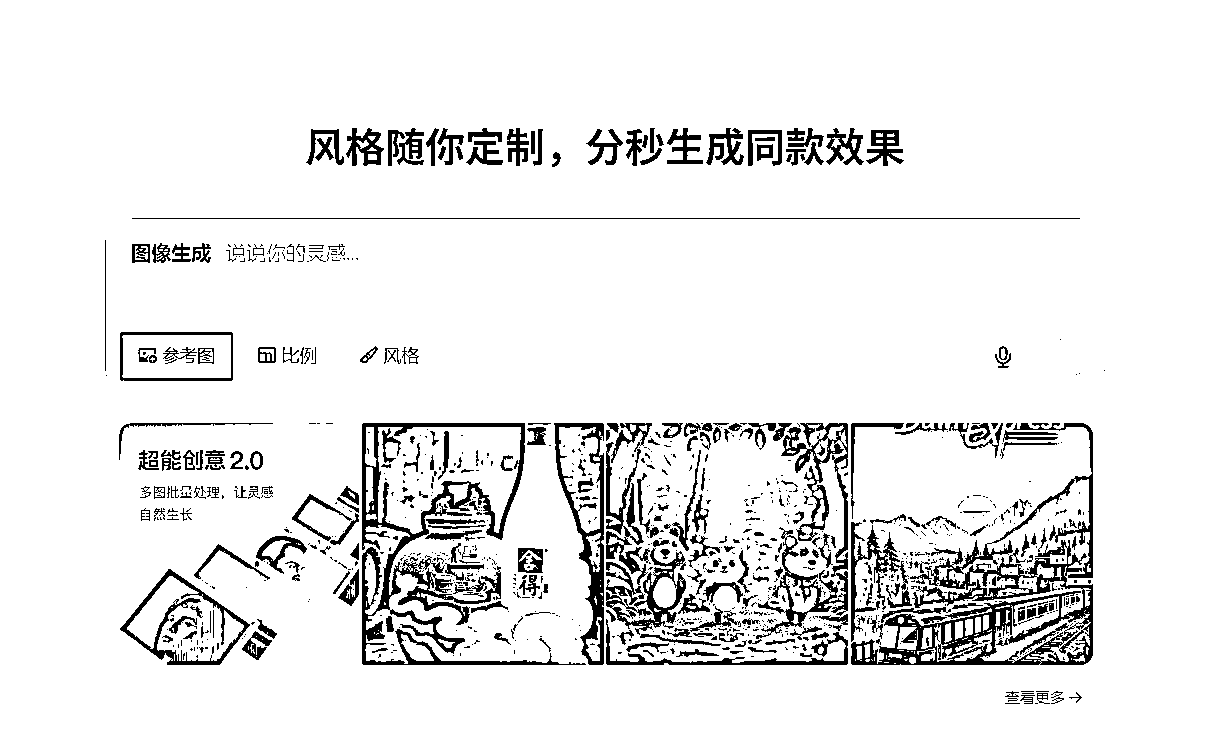 风格随你定制，分秒生成同款效果
图像生成 说说你的灵感...
参考图 比例 风格
超能创意2.0
多图批量处理，让灵感
自然生长
舍得
Express
查看更多 →